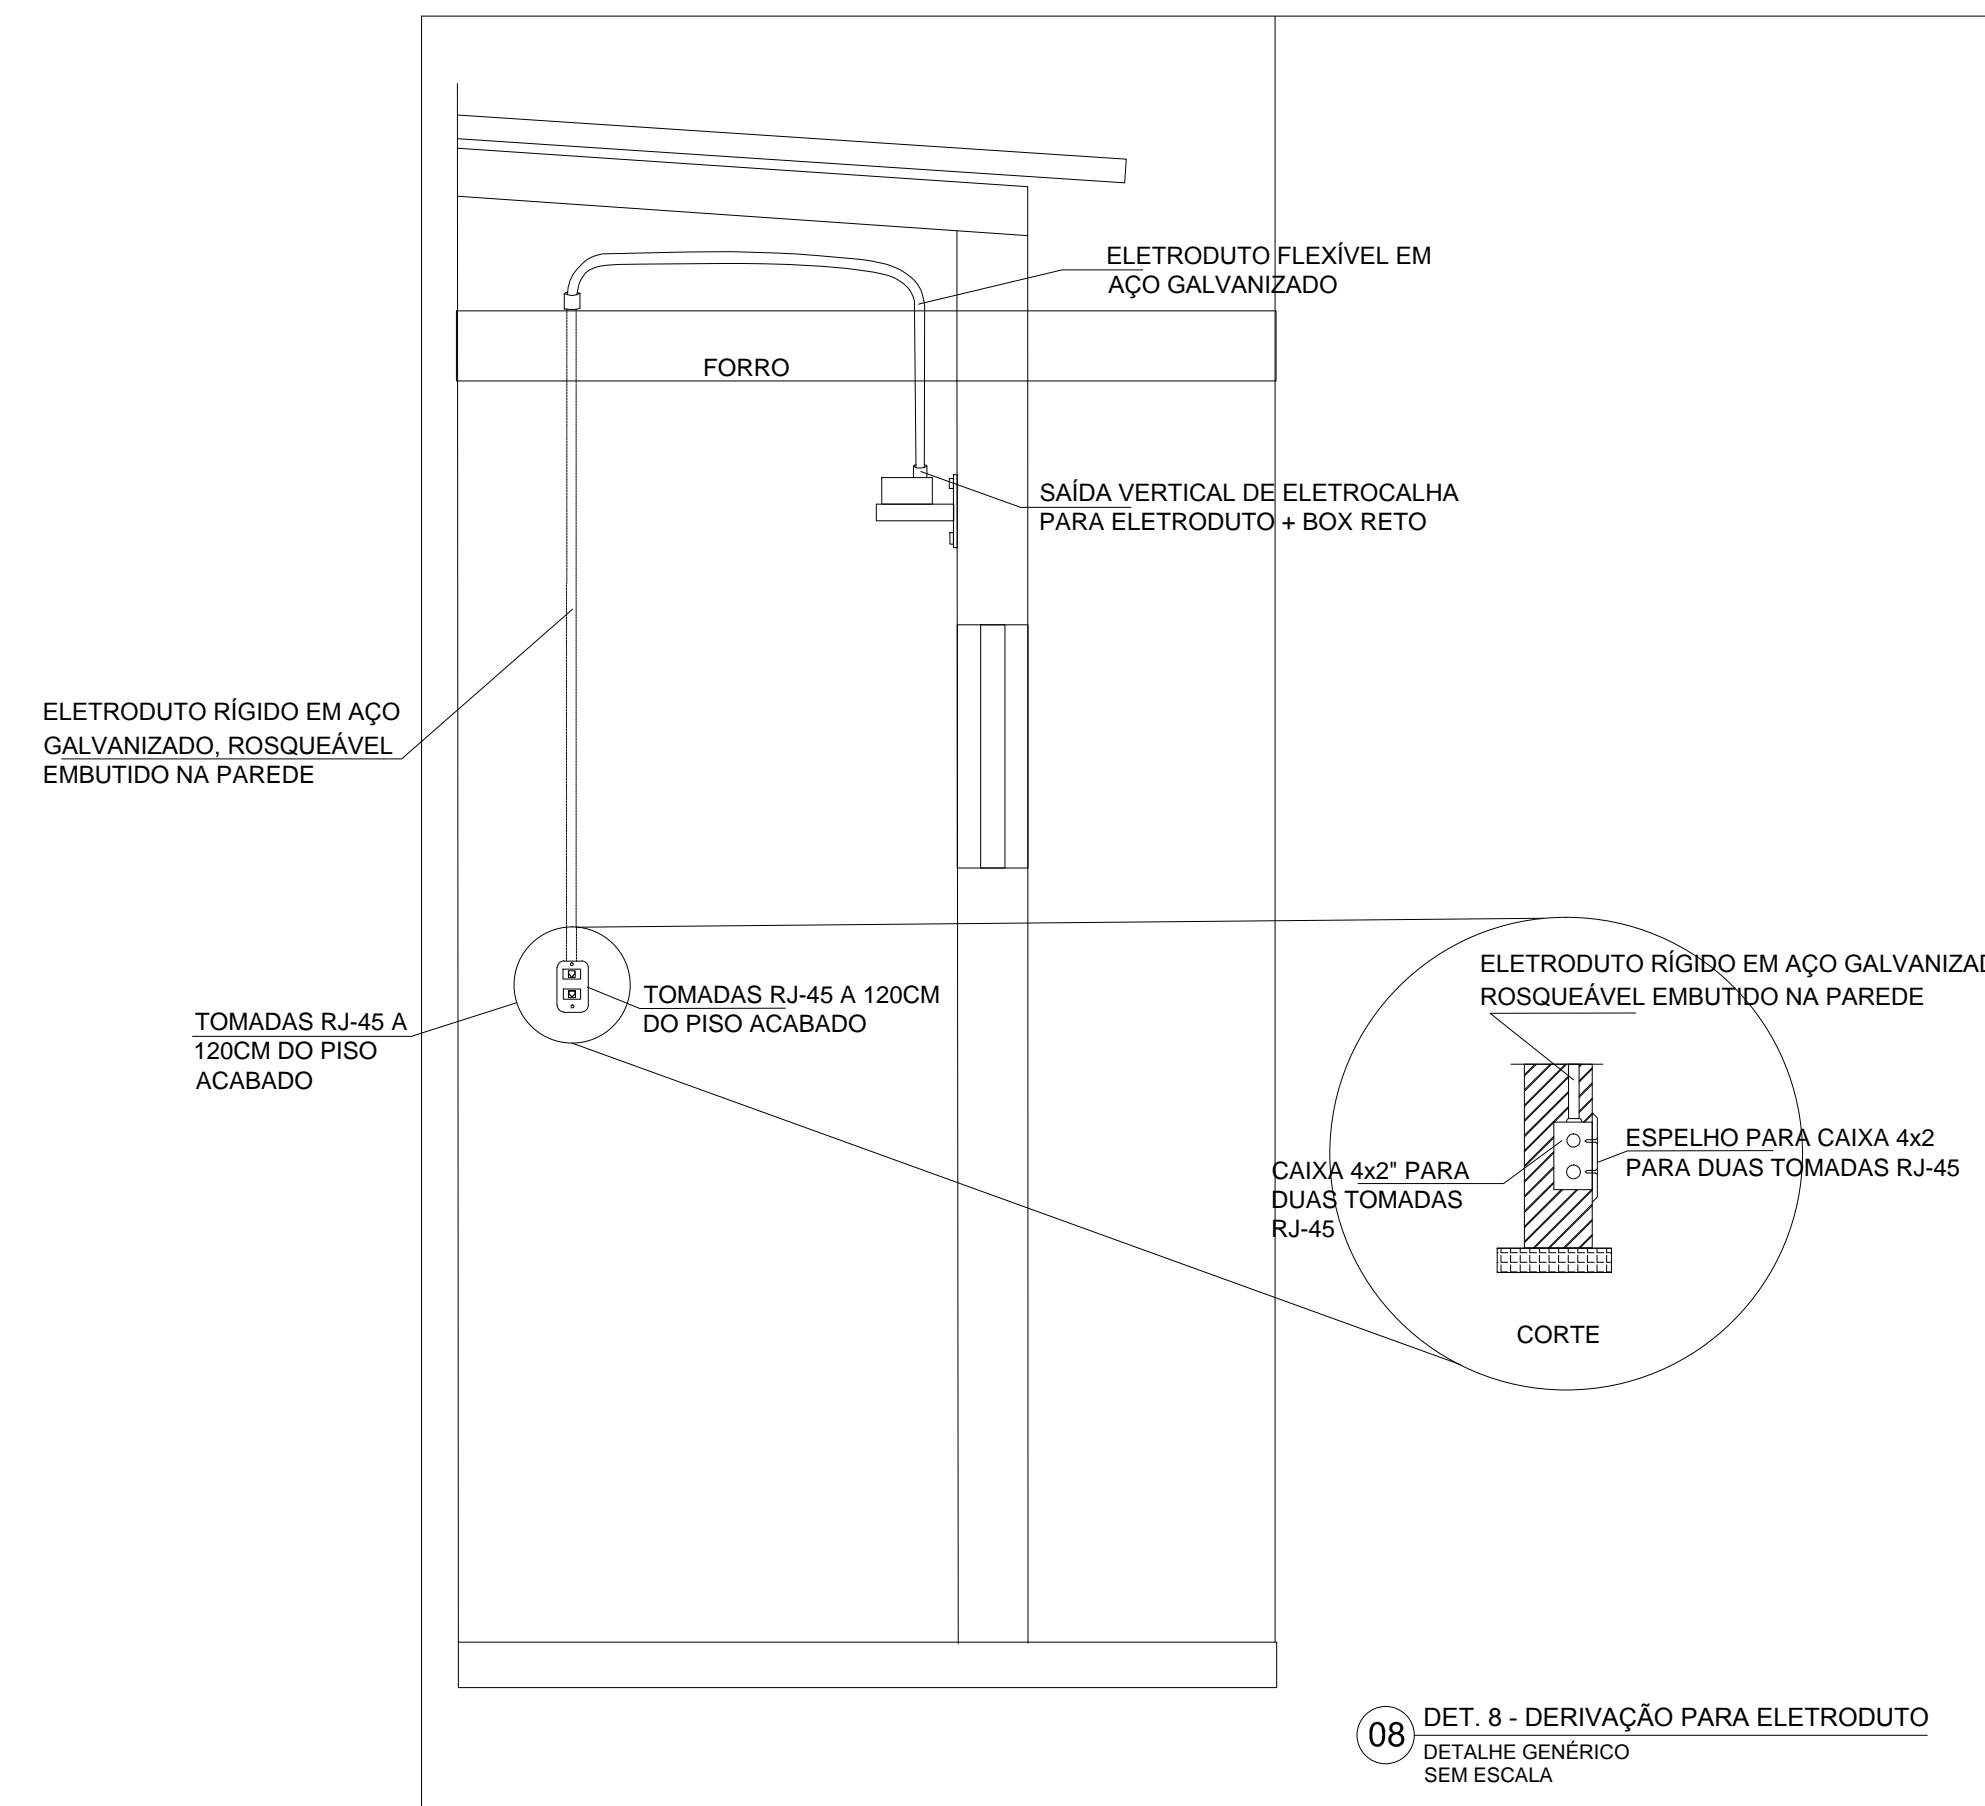 ELETRODUTO FLEXÍVEL EM
AÇO GALVANIZADO
FORRO
SAÍDA VERTICAL DE ELETROCALHA
PARA ELETRODUTO + BOX RETO
ELETRODUTO RÍGIDO EM AÇO
GALVANIZADO, ROSQUEÁVEL
EMBUTIDO NA PAREDE
TOMADAS RJ-45 A 120CM
DO PISO ACABADO
TOMADAS RJ-45 A
120CM DO PISO
ACABADO
ELETRODUTO RÍGIDO EM AÇO
ROSQUEÁVEL EMBUTIDO NA PAREDE
ESPELHO PARA CAIXA 4x2
PARA DUAS TOMADAS RJ-45
CAIXA 4x2" PARA
DUAS TOMADAS
RJ-45
CORTE
08
DET. 8 - DERIVAÇÃO PARA ELETRODUTO
DETALHE GENÉRICO
SEM ESCALA